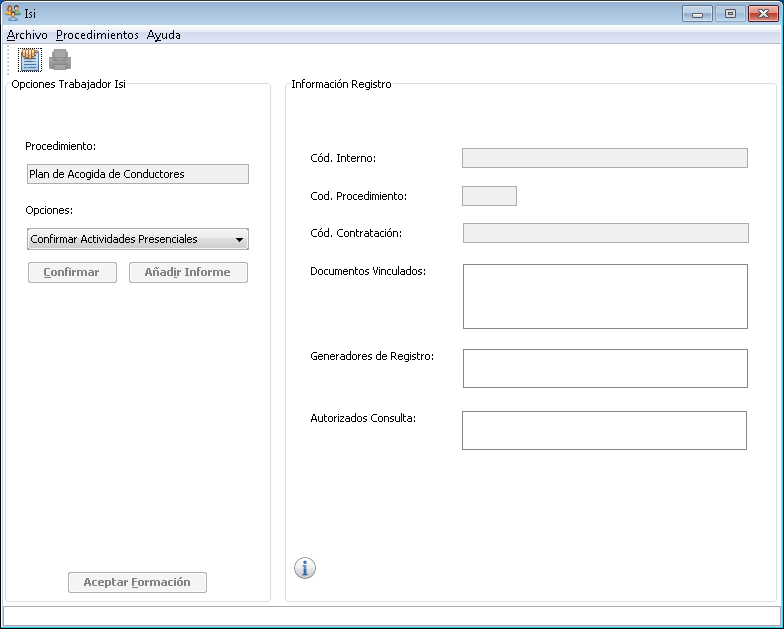 Isi
Archivo Procedimientos Ayuda
Opciones Trabajador Isi
Procedimiento:
Plan de Acogida de Conductores
Opciones:
Confirmar Actividades Presenciales
Confirmar Añadir Informe
Aceptar Formación
Información Registro
Cód. Interno:
Cod. Procedimiento:
Cód. Contratación:
Documentos Vinculados:
Generadores de Registro:
Autorizados Consulta: